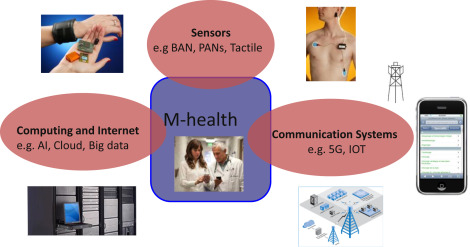 Sensors
e.g BAN, PANs, Tactile
M-health
Computing and Internet
e.g. AI, Cloud, Big data
Communication Systems
e.g. 5G, IOT